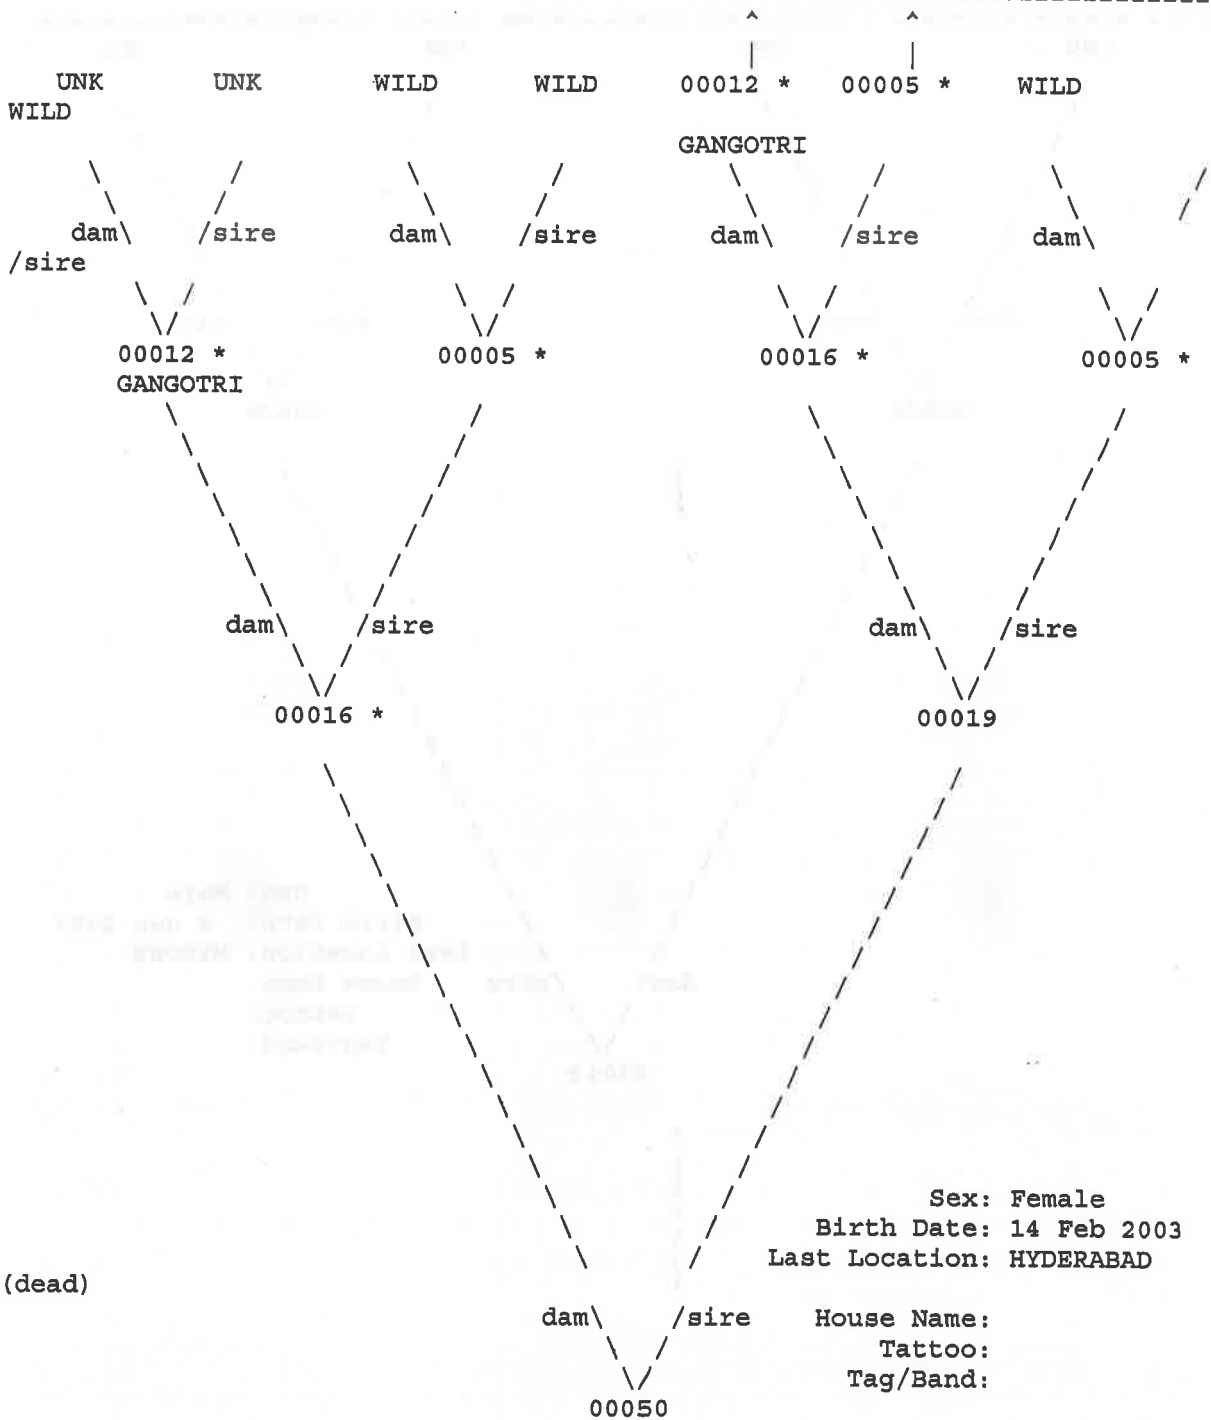 ^ ^
| |
UNK UNK WILD WILD 00012 * 00005 * WILD
WILD
GANGOTRI
dam\ /sire dam\ /sire dam\ /sire dam\
/sire
00012 * 00005 * 00016 * 00005 *
GANGOTRI
dam\ /sire dam\ /sire
00016 * 00019
Sex: Female
Birth Date: 14 Feb 2003
Last Location: HYDERABAD
(dead)
dam\ /sire House Name:
Tattoo:
Tag/Band:
00050